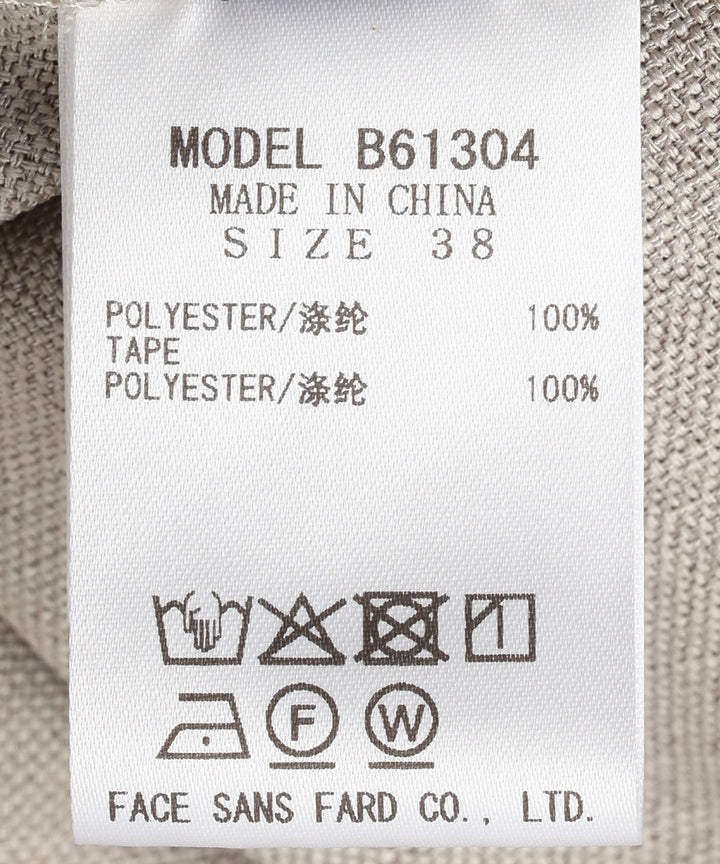 MODEL B61304
MADE IN CHINA
SIZE 38
POLYESTER/涤纶 100%
TAPE
POLYESTER/涤纶 100%
F W
FACE SANS FARD CO., LTD.